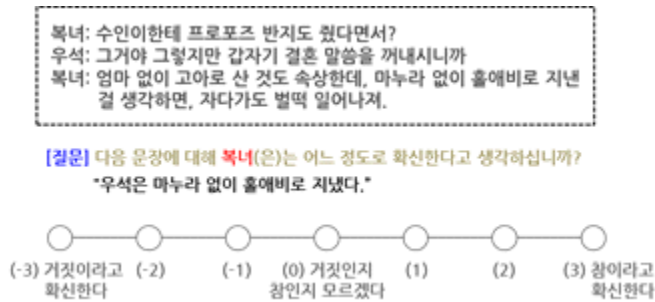 복녀: 수인이한테 프로포즈 반지도 줬다면서?
우석: 그거야 그렇지만 갑자기 결혼 말씀을 꺼내시니까
복녀: 엄마 없이 고아로 산 것도 속상한데, 마누라 없이 홀애비로 지낸
걸 생각하면, 자다가도 벌떡 일어나져.
[질문] 다음 문장에 대해 복녀(은)는 어느 정도로 확신한다고 생각하십니까?
"우석은 마누라 없이 홀애비로 지냈다."
(-3) 거짓이라고 (-2) (-1) (0) 거짓인지 (1) (2) (3) 참이라고
확신한다 참인지 모르겠다 확신한다